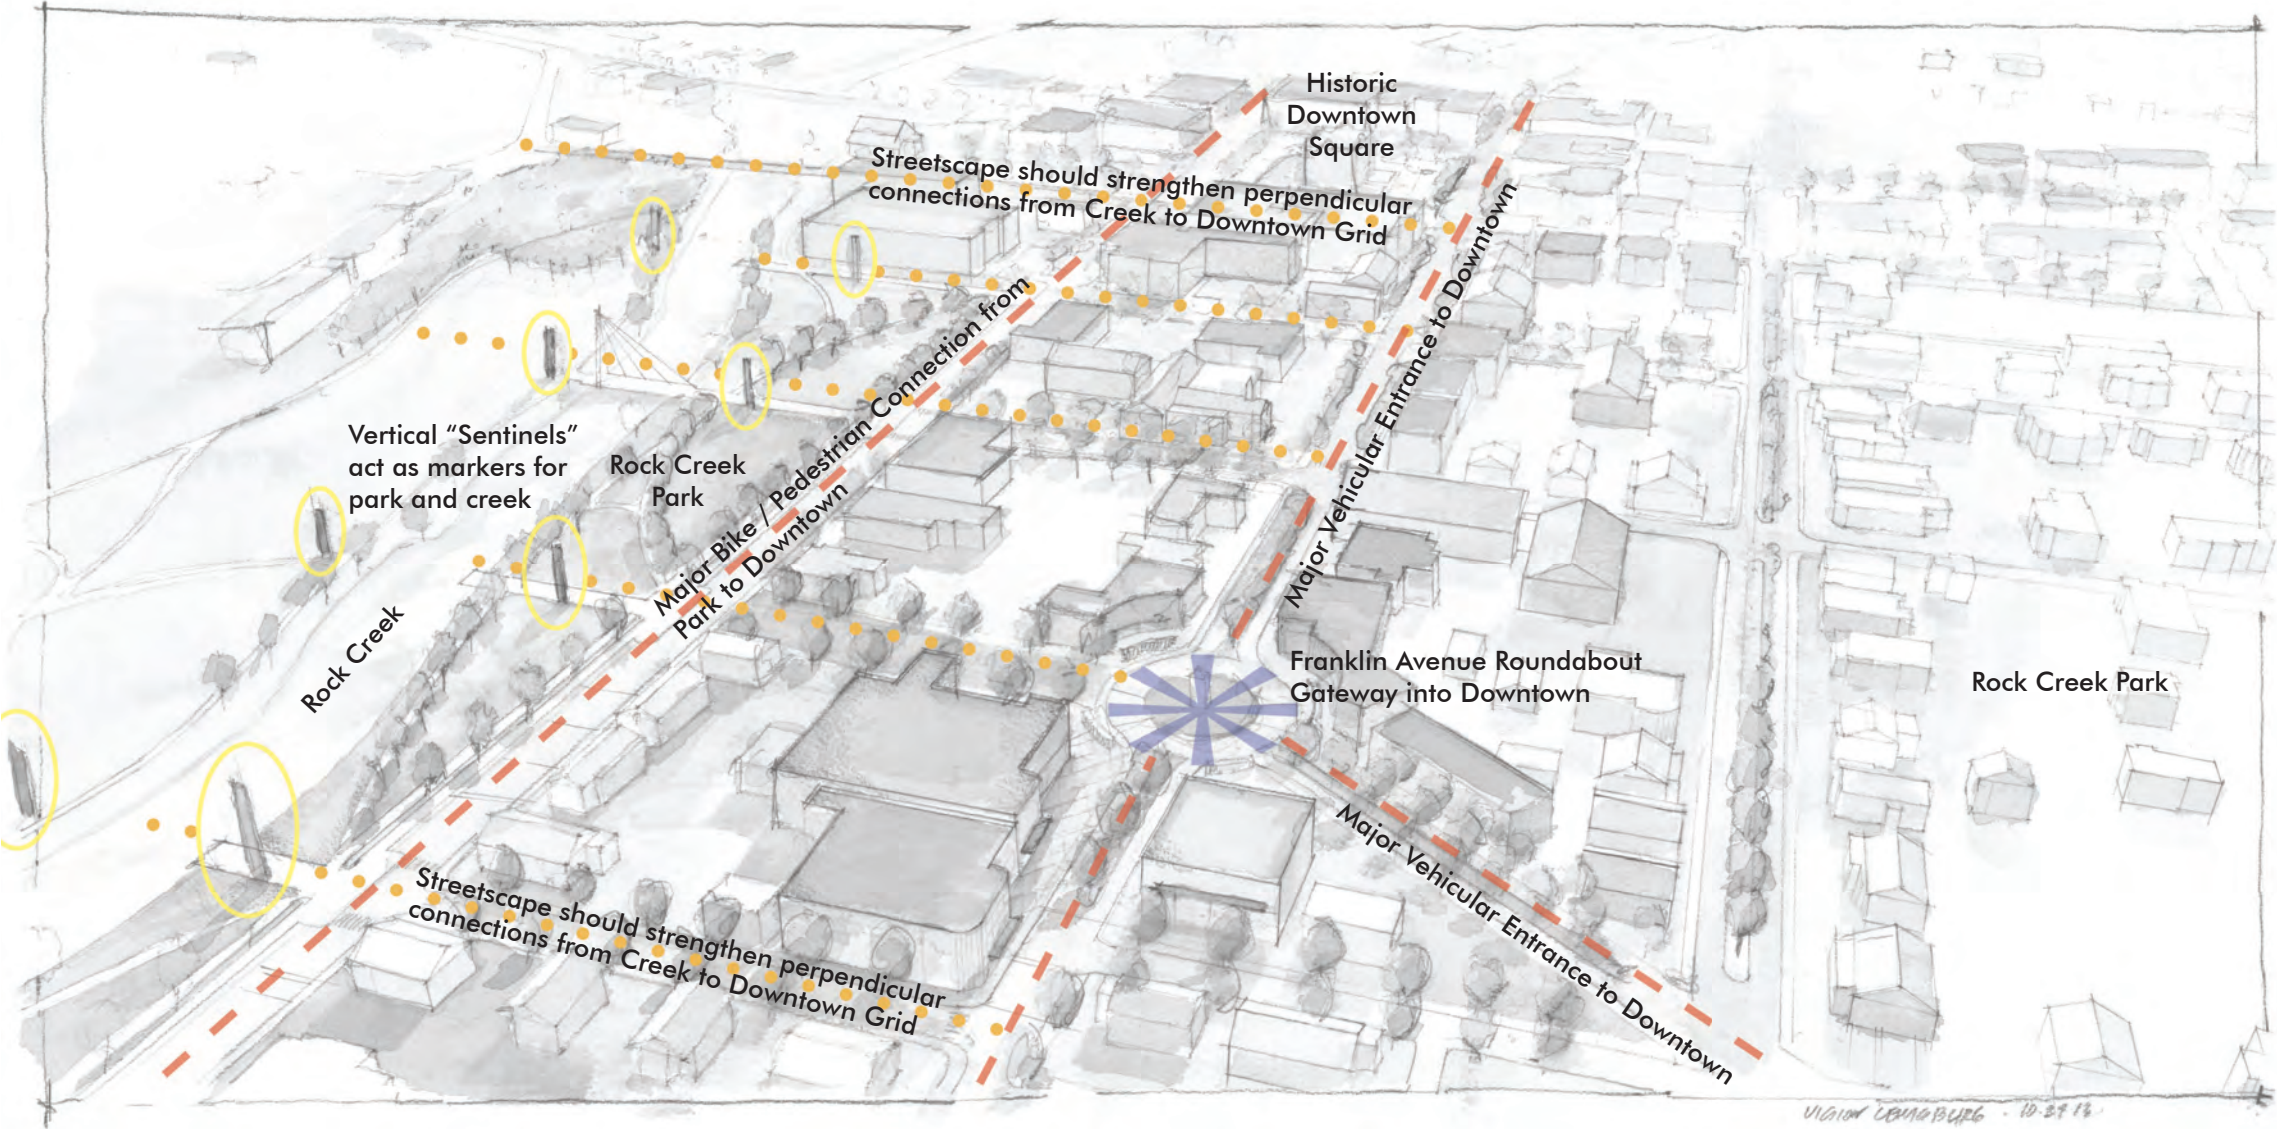 Historic
Downtown
Square
Streetscape should strengthen perpendicular
connections from Creek to Downtown Grid
Major Vehicular Entrance to Downtown
Major Bike / Pedestrian Connection from
Park to Downtown
Vertical “Sentinels”
act as markers for
park and creek
Rock Creek
Park
Rock Creek
Franklin Avenue Roundabout
Gateway into Downtown
Rock Creek Park
Major Vehicular Entrance to Downtown
Streetscape should strengthen perpendicular
connections from Creek to Downtown Grid
VISION